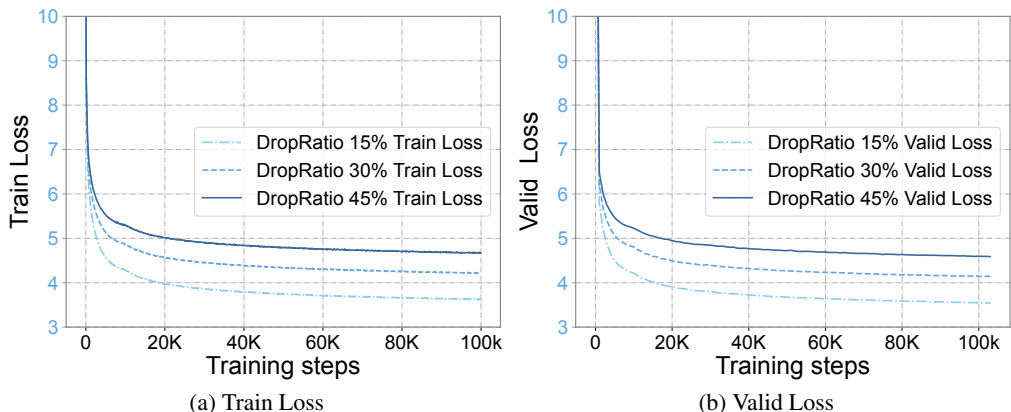 10
9
8
7
6
5
4
3
Train Loss
DropRatio 15% Train Loss
DropRatio 30% Train Loss
DropRatio 45% Train Loss
0 20K 40K 60K 80K 100k
Training steps
(a) Train Loss
10
9
8
7
6
5
4
3
Valid Loss
DropRatio 15% Valid Loss
DropRatio 30% Valid Loss
DropRatio 45% Valid Loss
0 20K 40K 60K 80K 100k
Training steps
(b) Valid Loss